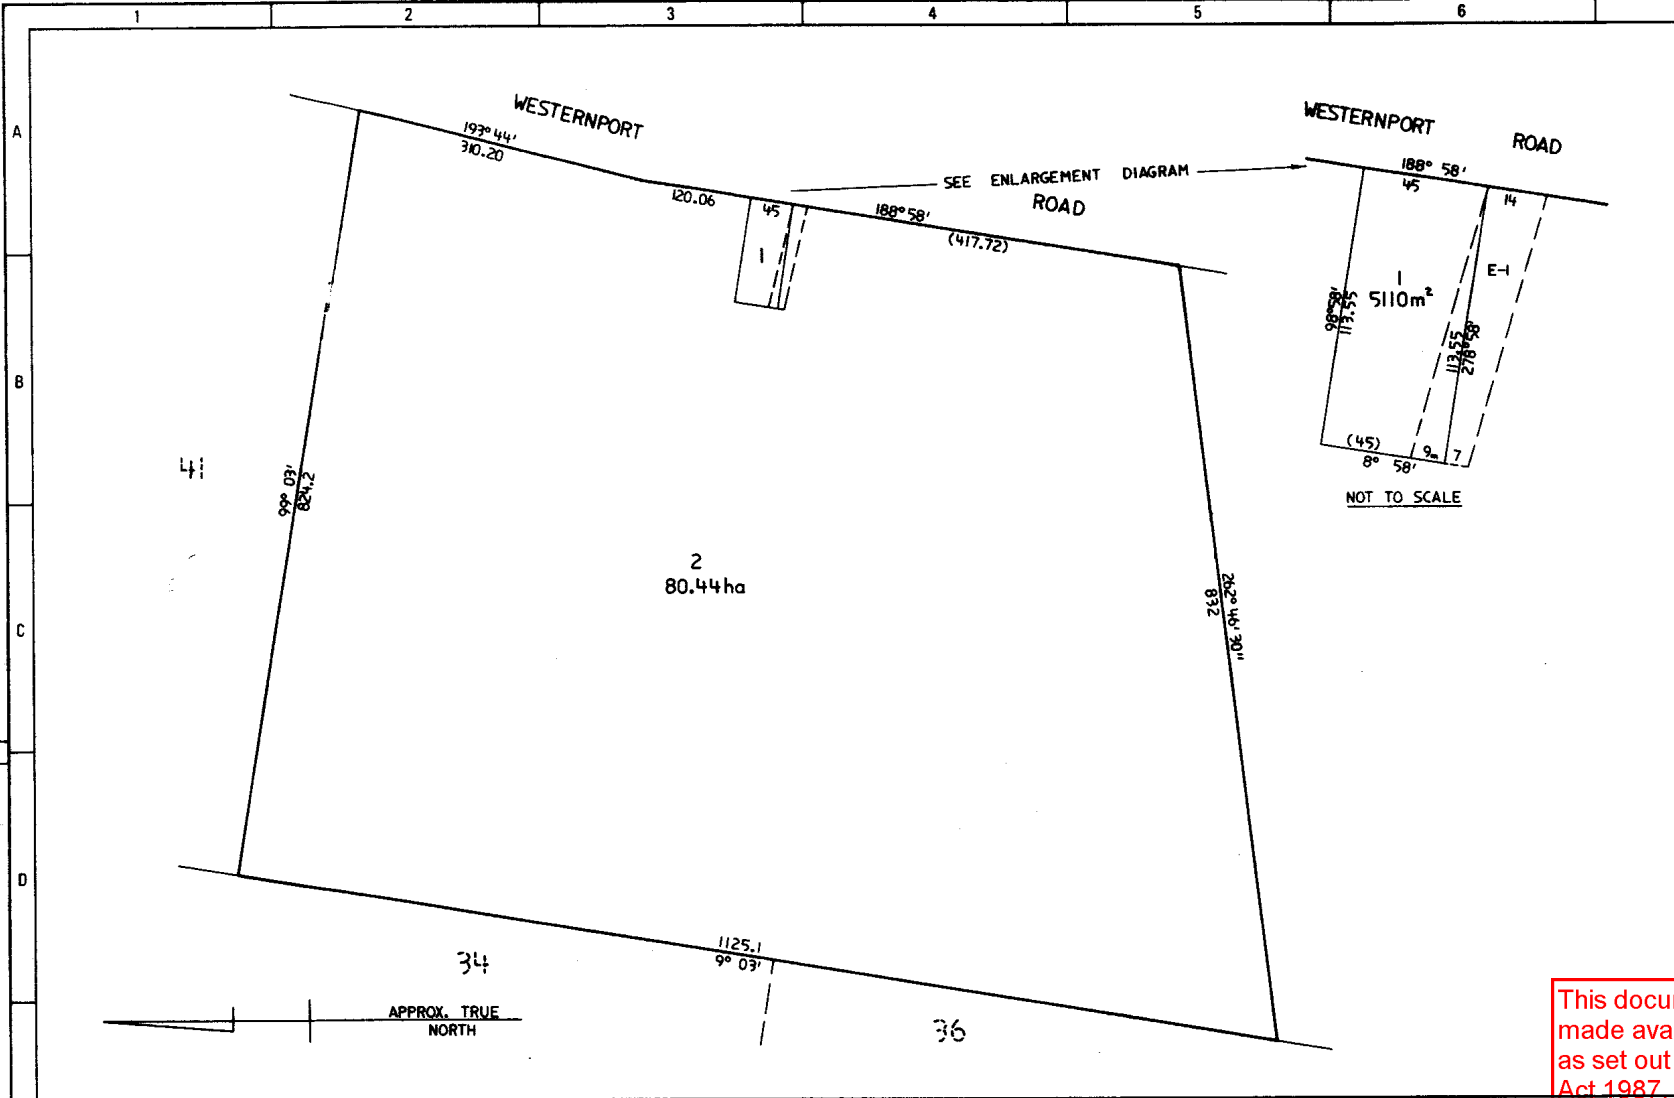 1 2 3 4 5 6
A
B
C
D
WESTERNPORT
193° 44'
310.20
120.06
45
SEE ENLARGEMENT DIAGRAM
ROAD
188° 58'
(417.72)
1
99° 03'
824.2
41
2
80.44ha
262° 46' 30"
832
1125.1
9° 03'
34
36
APPROX. TRUE
NORTH
WESTERNPORT
ROAD
188° 58'
45
14
E-1
1
5110m²
98° 58'
113.55
113.55
278° 58'
(45)
9m
7
8° 58'
NOT TO SCALE
This docu
made ava
as set out
Act 1987